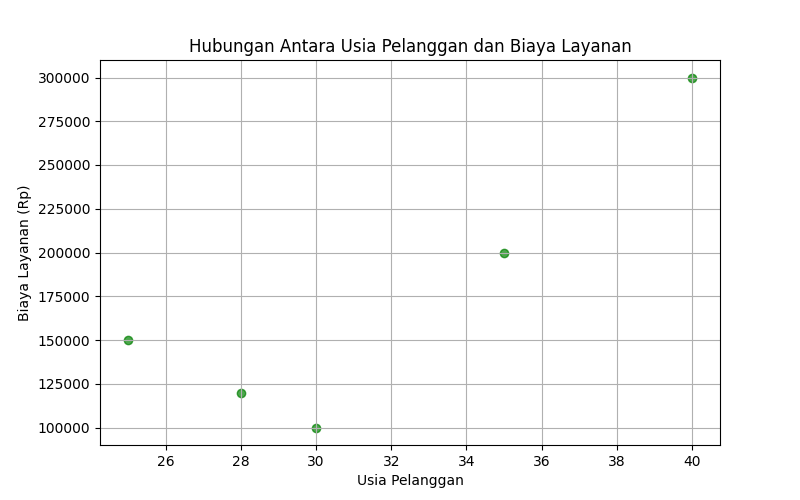 Hubungan Antara Usia Pelanggan dan Biaya Layanan
Biaya Layanan (Rp)
300000
275000
250000
225000
200000
175000
150000
125000
100000
26 28 30 32 34 36 38 40
Usia Pelanggan